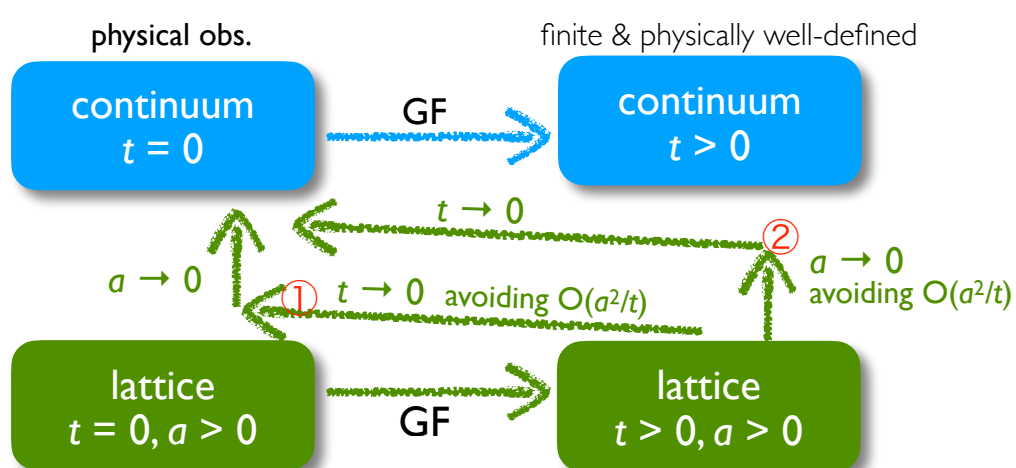 physical obs.
finite & physically well-defined
continuum
t = 0
GF
continuum
t > 0
t → 0
②
a → 0
a → 0
avoiding O(a²/t)
① t → 0 avoiding O(a²/t)
lattice
t = 0, a > 0
GF
lattice
t > 0, a > 0